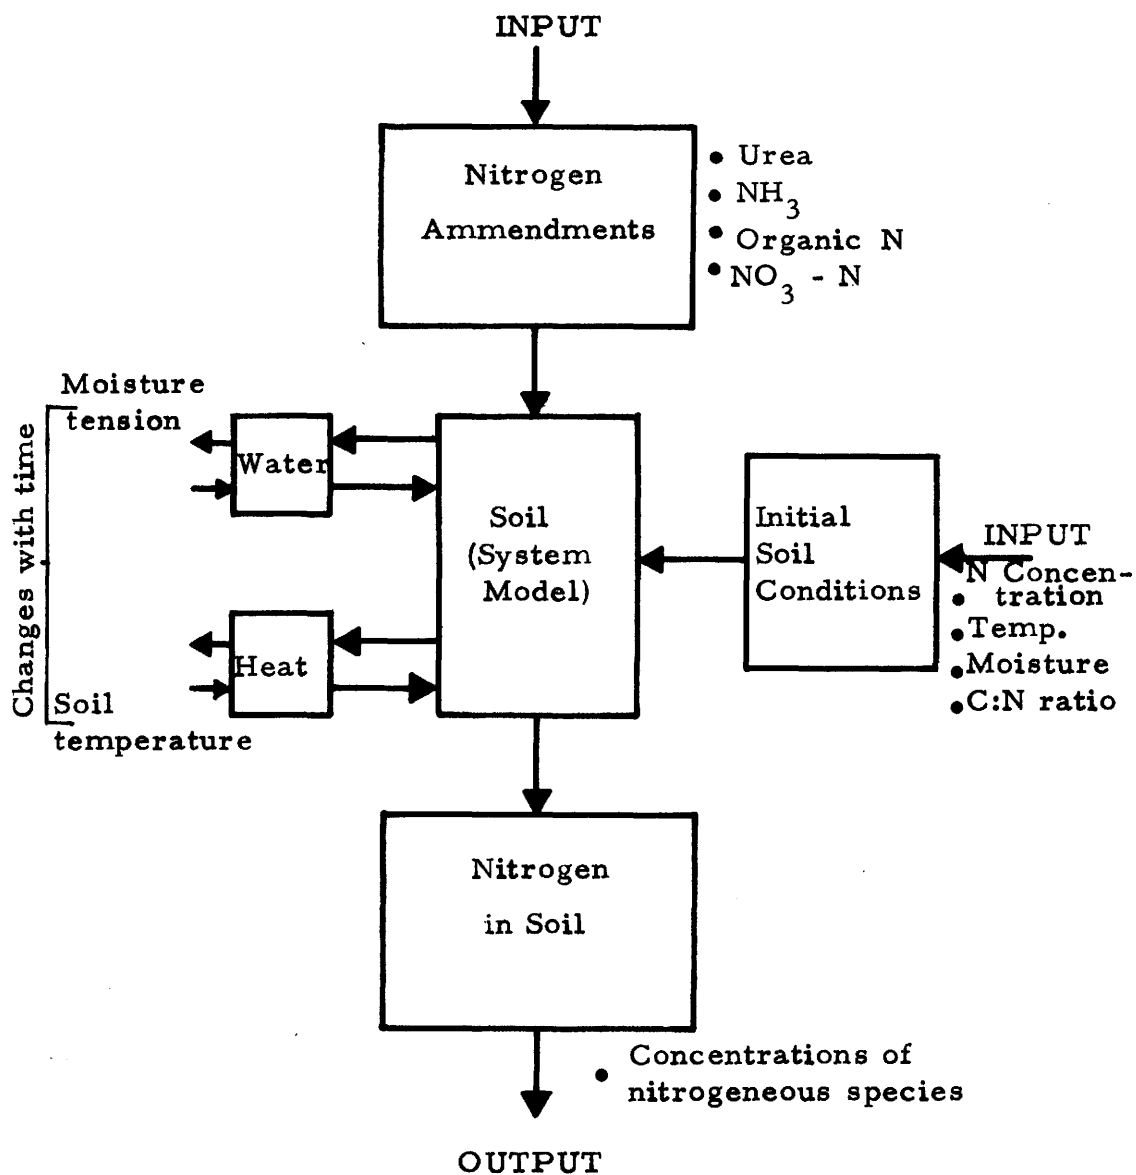 INPUT
Nitrogen
Ammendments
• Urea
• NH3
• Organic N
• NO3 - N
Moisture
tension
Changes with time
Water
Soil
(System
Model)
Initial
Soil
Conditions
INPUT
• N Concen-
tration
• Temp.
• Moisture
• C:N ratio
Heat
Soil
temperature
Nitrogen
in Soil
• Concentrations of
nitrogeneous species
OUTPUT